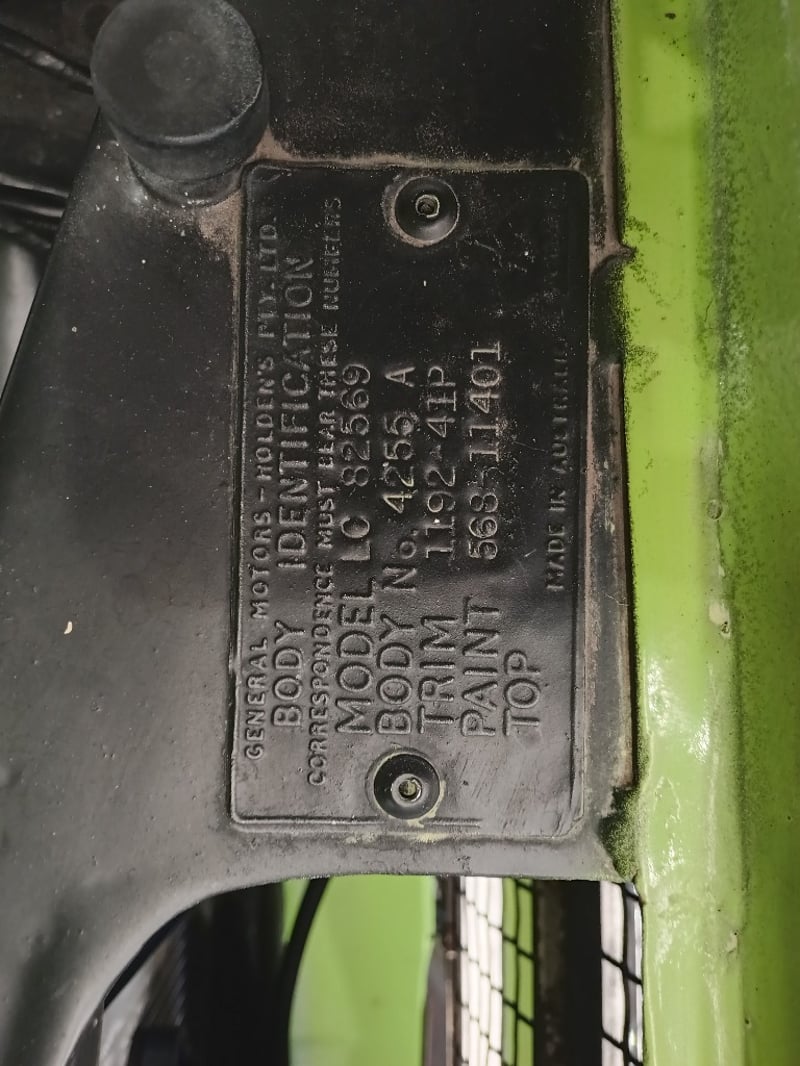 GENERAL MOTORS-HOLDEN'S PTY. LTD.
BODY IDENTIFICATION
CORRESPONDENCE MUST BEAR THESE NUMBERS
MODEL LC 82569
BODY No. 4255 A
TRIM 1192-41P
PAINT 568-11401
TOP
MADE IN AUSTRALIA